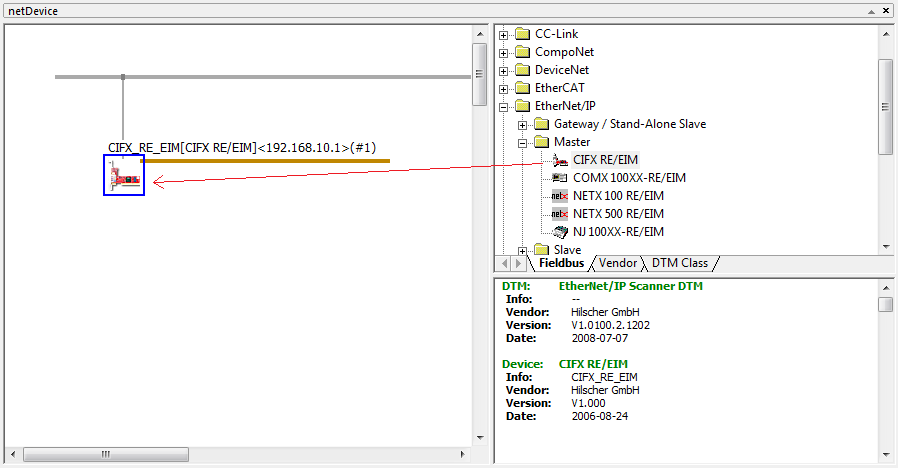 netDevice
CIFX_RE_EIM[CIFX RE/EIM]<192.168.10.1>(#1)
CC-Link
CompoNet
DeviceNet
EtherCAT
EtherNet/IP
Gateway / Stand-Alone Slave
Master
CIFX RE/EIM
COMX 100XX-RE/EIM
NETX 100 RE/EIM
NETX 500 RE/EIM
NJ 100XX-RE/EIM
Slave
Fieldbus Vendor DTM Class
DTM: EtherNet/IP Scanner DTM
Info: --
Vendor: Hilscher GmbH
Version: V1.0100.2.1202
Date: 2008-07-07
Device: CIFX RE/EIM
Info: CIFX_RE_EIM
Vendor: Hilscher GmbH
Version: V1.000
Date: 2006-08-24